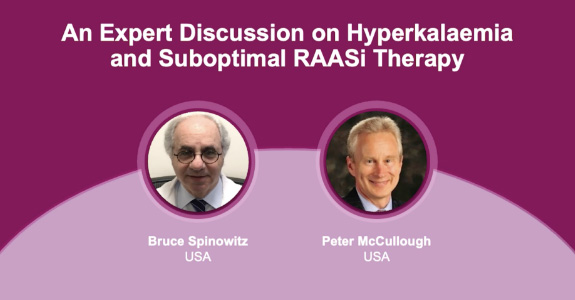 An Expert Discussion on Hyperkalaemia
and Suboptimal RAASi Therapy
Bruce Spinowitz
USA
Peter McCullough
USA